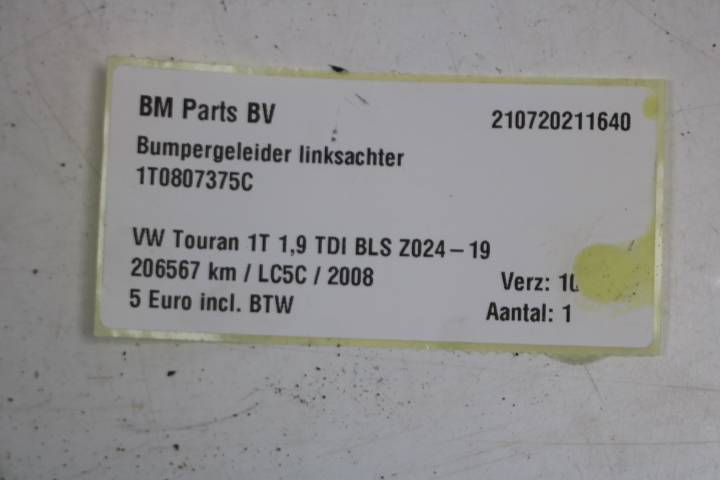 BM Parts BV 210720211640
Bumpergeleider linksachter
1T0807375C
VW Touran 1T 1,9 TDI BLS Z024-19
206567 km / LC5C / 2008 Verz:
5 Euro incl. BTW Aantal: 1